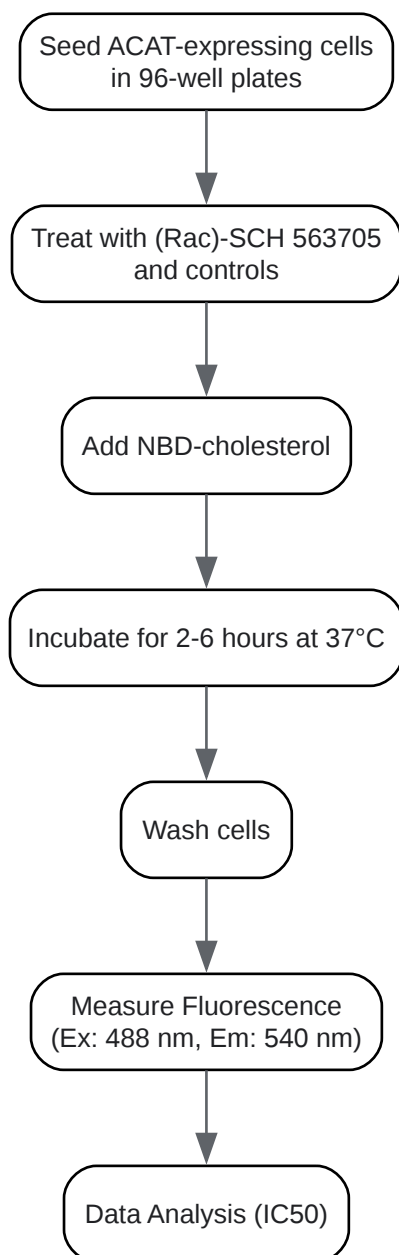 Seed ACAT-expressing cells
in 96-well plates
Treat with (Rac)-SCH 563705
and controls
Add NBD-cholesterol
Incubate for 2-6 hours at 37°C
Wash cells
Measure Fluorescence
(Ex: 488 nm, Em: 540 nm)
Data Analysis (IC50)